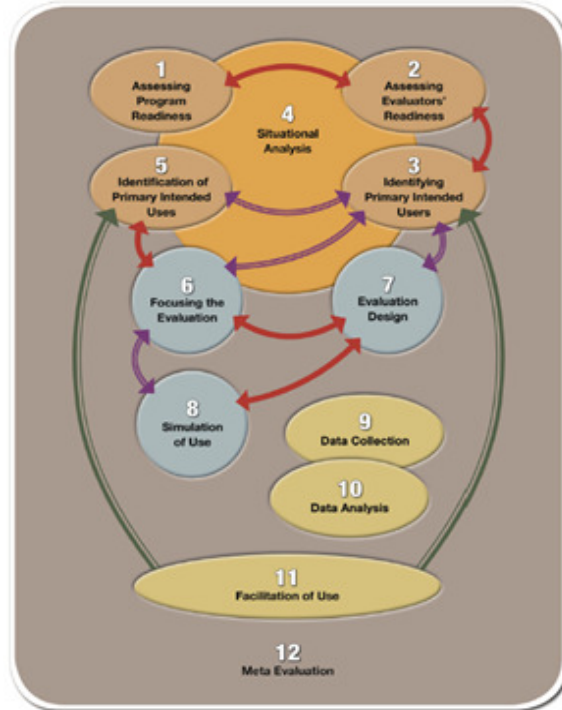 1
Assessing
Program
Readiness
2
Assessing
Evaluators'
Readiness
4
Situational
Analysis
5
Identification of
Primary Intended
Uses
3
Identifying
Primary Intended
Users
6
Focusing the
Evaluation
7
Evaluation
Design
8
Simulation
of Use
9
Data Collection
10
Data Analysis
11
Facilitation of Use
12
Meta Evaluation